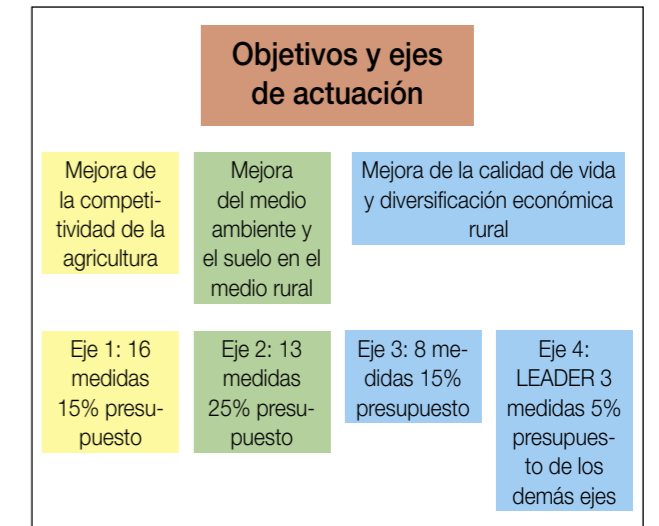 Objetivos y ejes
de actuación
Mejora de
la competi-
tividad de la
agricultura
Mejora
del medio
ambiente y
el suelo en el
medio rural
Mejora de la calidad de vida
y diversificación económica
rural
Eje 1: 16
medidas
15% presu-
puesto
Eje 2: 13
medidas
25% presu-
puesto
Eje 3: 8 me-
didas 15%
presupuesto
Eje 4:
LEADER 3
medidas 5%
presupues-
to de los
demás ejes